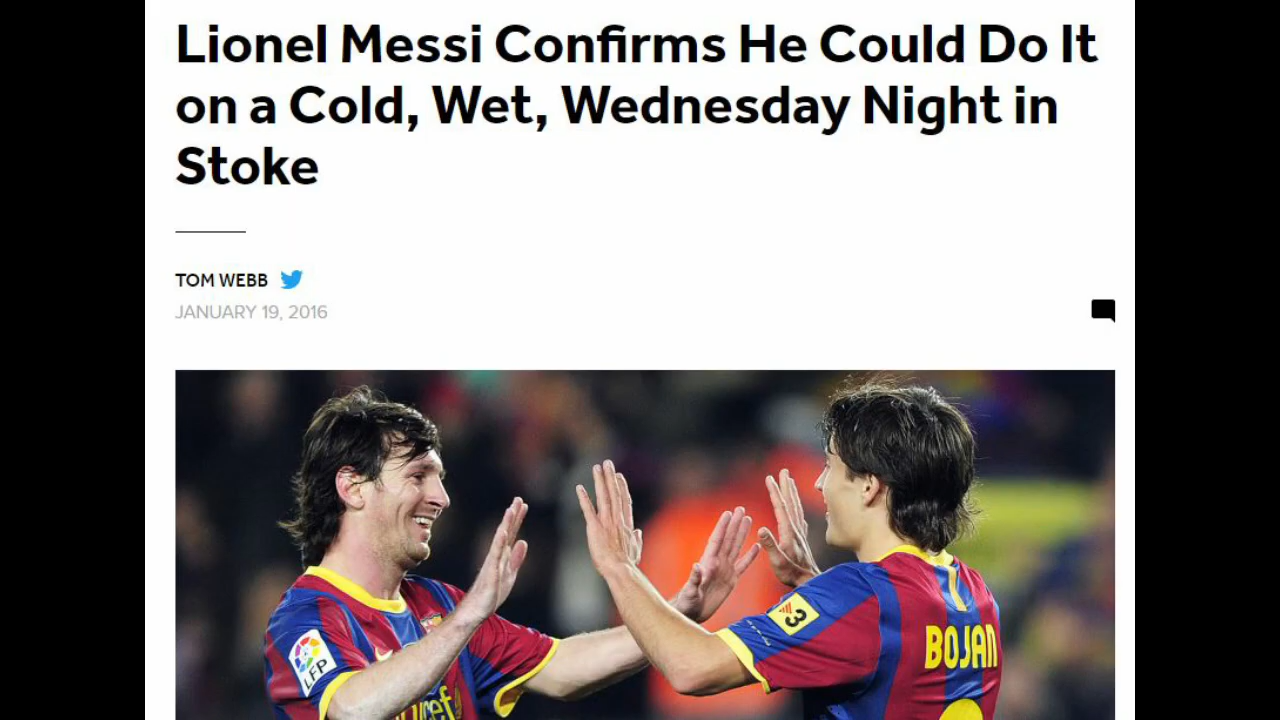 Lionel Messi Confirms He Could Do It
on a Cold, Wet, Wednesday Night in
Stoke
TOM WEBB
JANUARY 19, 2016
3
LFP
BOJAN
unicef